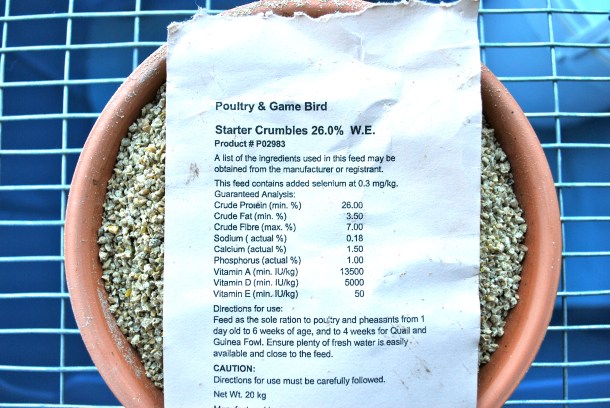 Poultry & Game Bird
Starter Crumbles 26.0% W.E.
Product # P02983
A list of the ingredients used in this feed may be
obtained from the manufacturer or registrant.
This feed contains added selenium at 0.3 mg/kg.
Guaranteed Analysis:
Crude Protein (min. %) 26.00
Crude Fat (min. %) 3.50
Crude Fibre (max. %) 7.00
Sodium ( actual %) 0.18
Calcium (actual %) 1.50
Phosphorus (actual %) 1.00
Vitamin A (min. IU/kg) 13500
Vitamin D (min. IU/kg) 5000
Vitamin E (min. IU/kg) 50
Directions for use:
Feed as the sole ration to poultry and pheasants from 1
day old to 6 weeks of age, and to 4 weeks for Quail and
Guinea Fowl. Ensure plenty of fresh water is easily
available and close to the feed.
CAUTION:
Directions for use must be carefully followed.
Net Wt. 20 kg